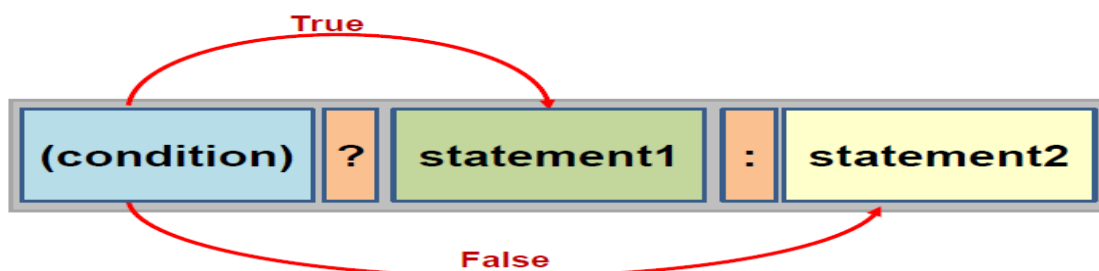 True
(condition) ? statement1 : statement2
False